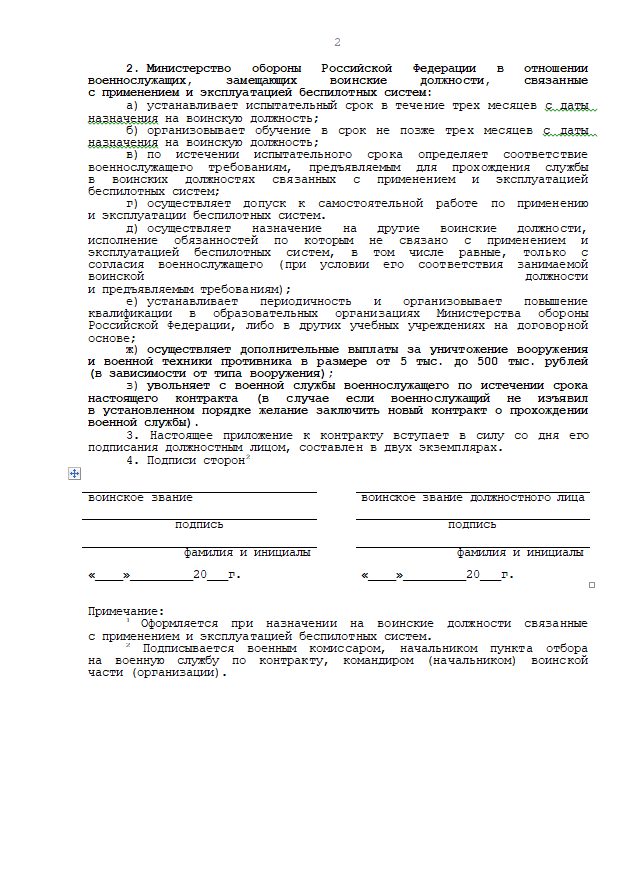 2
2. Министерство обороны Российской Федерации в отношении
военнослужащих, замещающих воинские должности, связанные
с применением и эксплуатацией беспилотных систем:
а) устанавливает испытательный срок в течение трех месяцев с даты
назначения на воинскую должность;
б) организовывает обучение в срок не позже трех месяцев с даты
назначения на воинскую должность;
в) по истечении испытательного срока определяет соответствие
военнослужащего требованиям, предъявляемым для прохождения службы
в воинских должностях связанных с применением и эксплуатацией
беспилотных систем;
г) осуществляет допуск к самостоятельной работе по применению
и эксплуатации беспилотных систем.
д) осуществляет назначение на другие воинские должности,
исполнение обязанностей по которым не связано с применением и
эксплуатацией беспилотных систем, в том числе равные, только с
согласия военнослужащего (при условии его соответствия занимаемой
воинской должности
и предъявляемым требованиям);
е) устанавливает периодичность и организовывает повышение
квалификации в образовательных организациях Министерства обороны
Российской Федерации, либо в других учебных учреждениях на договорной
основе;
ж) осуществляет дополнительные выплаты за уничтожение вооружения
и военной техники противника в размере от 5 тыс. до 500 тыс. рублей
(в зависимости от типа вооружения);
з) увольняет с военной службы военнослужащего по истечении срока
настоящего контракта (в случае если военнослужащий не изъявил
в установленном порядке желание заключить новый контракт о прохождении
военной службы).
3. Настоящее приложение к контракту вступает в силу со дня его
подписания должностным лицом, составлен в двух экземплярах.
4. Подписи сторон²
воинское звание воинское звание должностного лица
подпись подпись
фамилия и инициалы фамилия и инициалы
«____»_________20___г. «____»_________20___г.
Примечание:
¹ Оформляется при назначении на воинские должности связанные
с применением и эксплуатацией беспилотных систем.
² Подписывается военным комиссаром, начальником пункта отбора
на военную службу по контракту, командиром (начальником) воинской
части (организации).